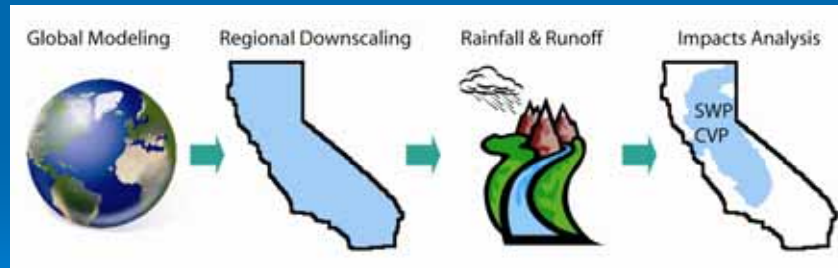 Global Modeling
Regional Downscaling
Rainfall & Runoff
Impacts Analysis
SWP
CVP